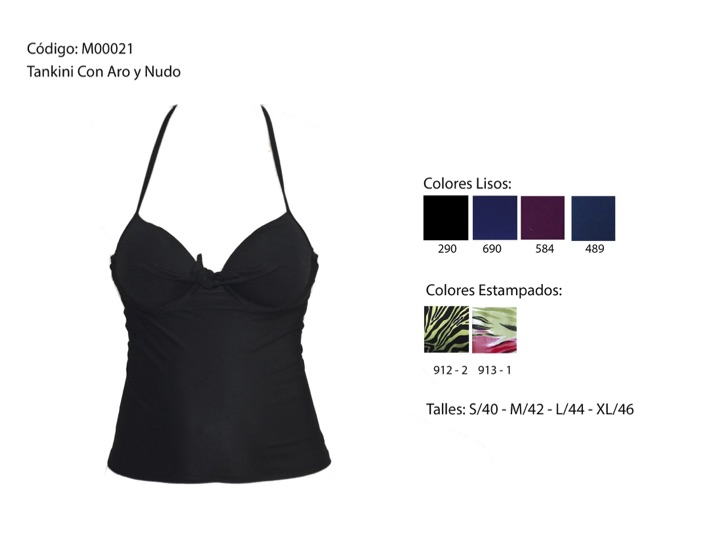 Código: M00021
Tankini Con Aro y Nudo
Colores Lisos:
290 690 584 489
Colores Estampados:
912 - 2 913 - 1
Talles: S/40 - M/42 - L/44 - XL/46